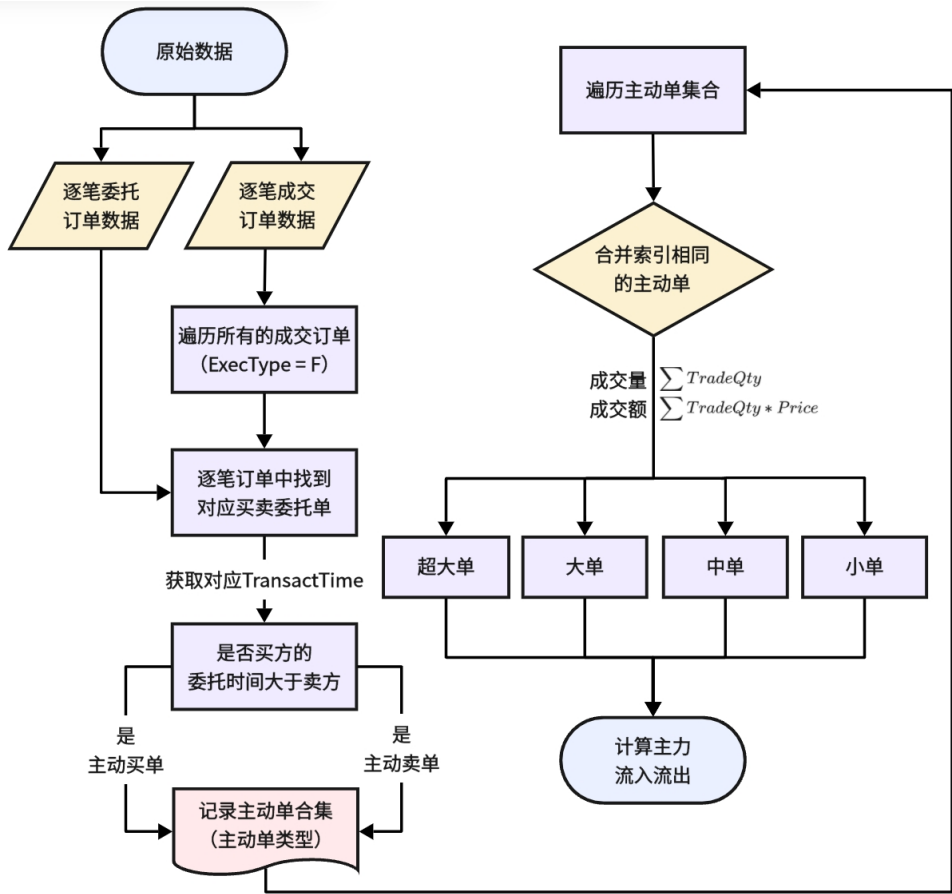 原始数据
逐笔委托
订单数据
逐笔成交
订单数据
遍历所有的成交订单
（ExecType = F）
逐笔订单中找到
对应买卖委托单
获取对应TransactTime
是否买方的
委托时间大于卖方
是
主动买单
是
主动卖单
记录主动单合集
（主动单类型）
遍历主动单集合
合并索引相同
的主动单
成交量 ∑ TradeQty
成交额 ∑ TradeQty * Price
超大单
大单
中单
小单
计算主力
流入流出